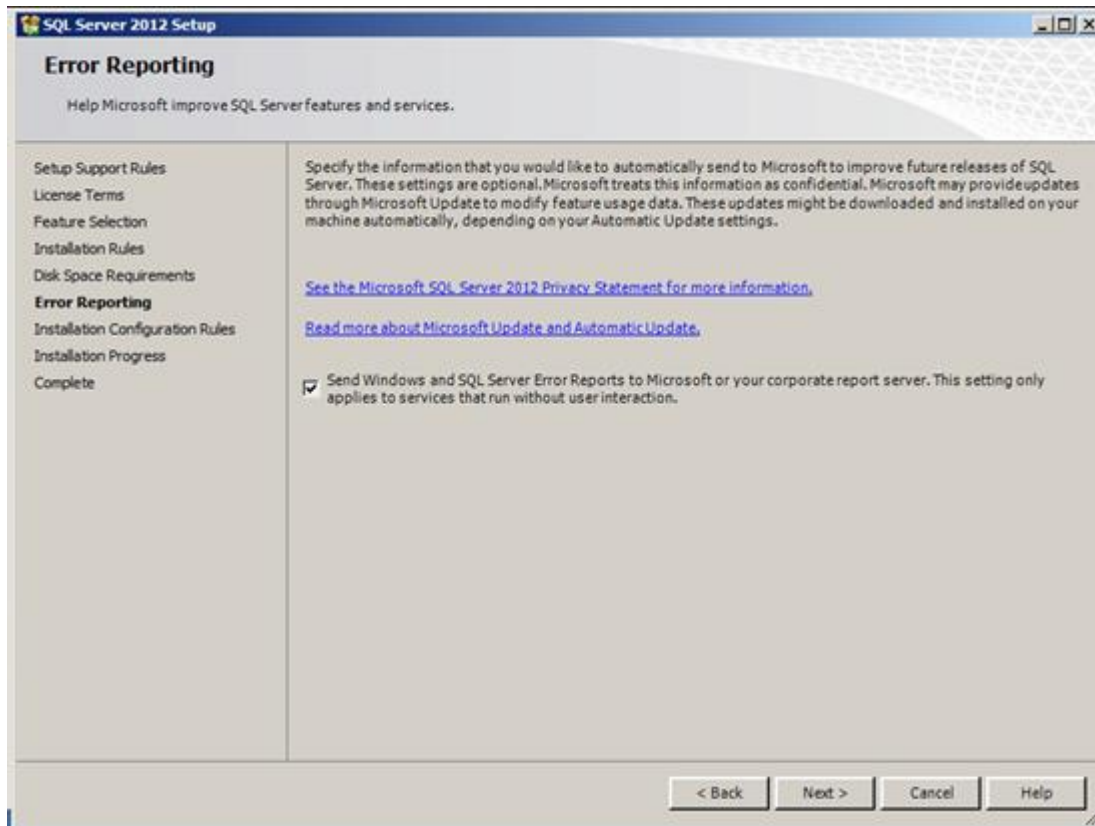 SQL Server 2012 Setup
Error Reporting
Help Microsoft improve SQL Server features and services.
Setup Support Rules
License Terms
Feature Selection
Installation Rules
Disk Space Requirements
Error Reporting
Installation Configuration Rules
Installation Progress
Complete
Specify the information that you would like to automatically send to Microsoft to improve future releases of SQL
Server. These settings are optional. Microsoft treats this information as confidential. Microsoft may provide updates
through Microsoft Update to modify feature usage data. These updates might be downloaded and installed on your
machine automatically, depending on your Automatic Update settings.
See the Microsoft SQL Server 2012 Privacy Statement for more information.
Read more about Microsoft Update and Automatic Update.
Send Windows and SQL Server Error Reports to Microsoft or your corporate report server. This setting only
applies to services that run without user interaction.
< Back Next > Cancel Help